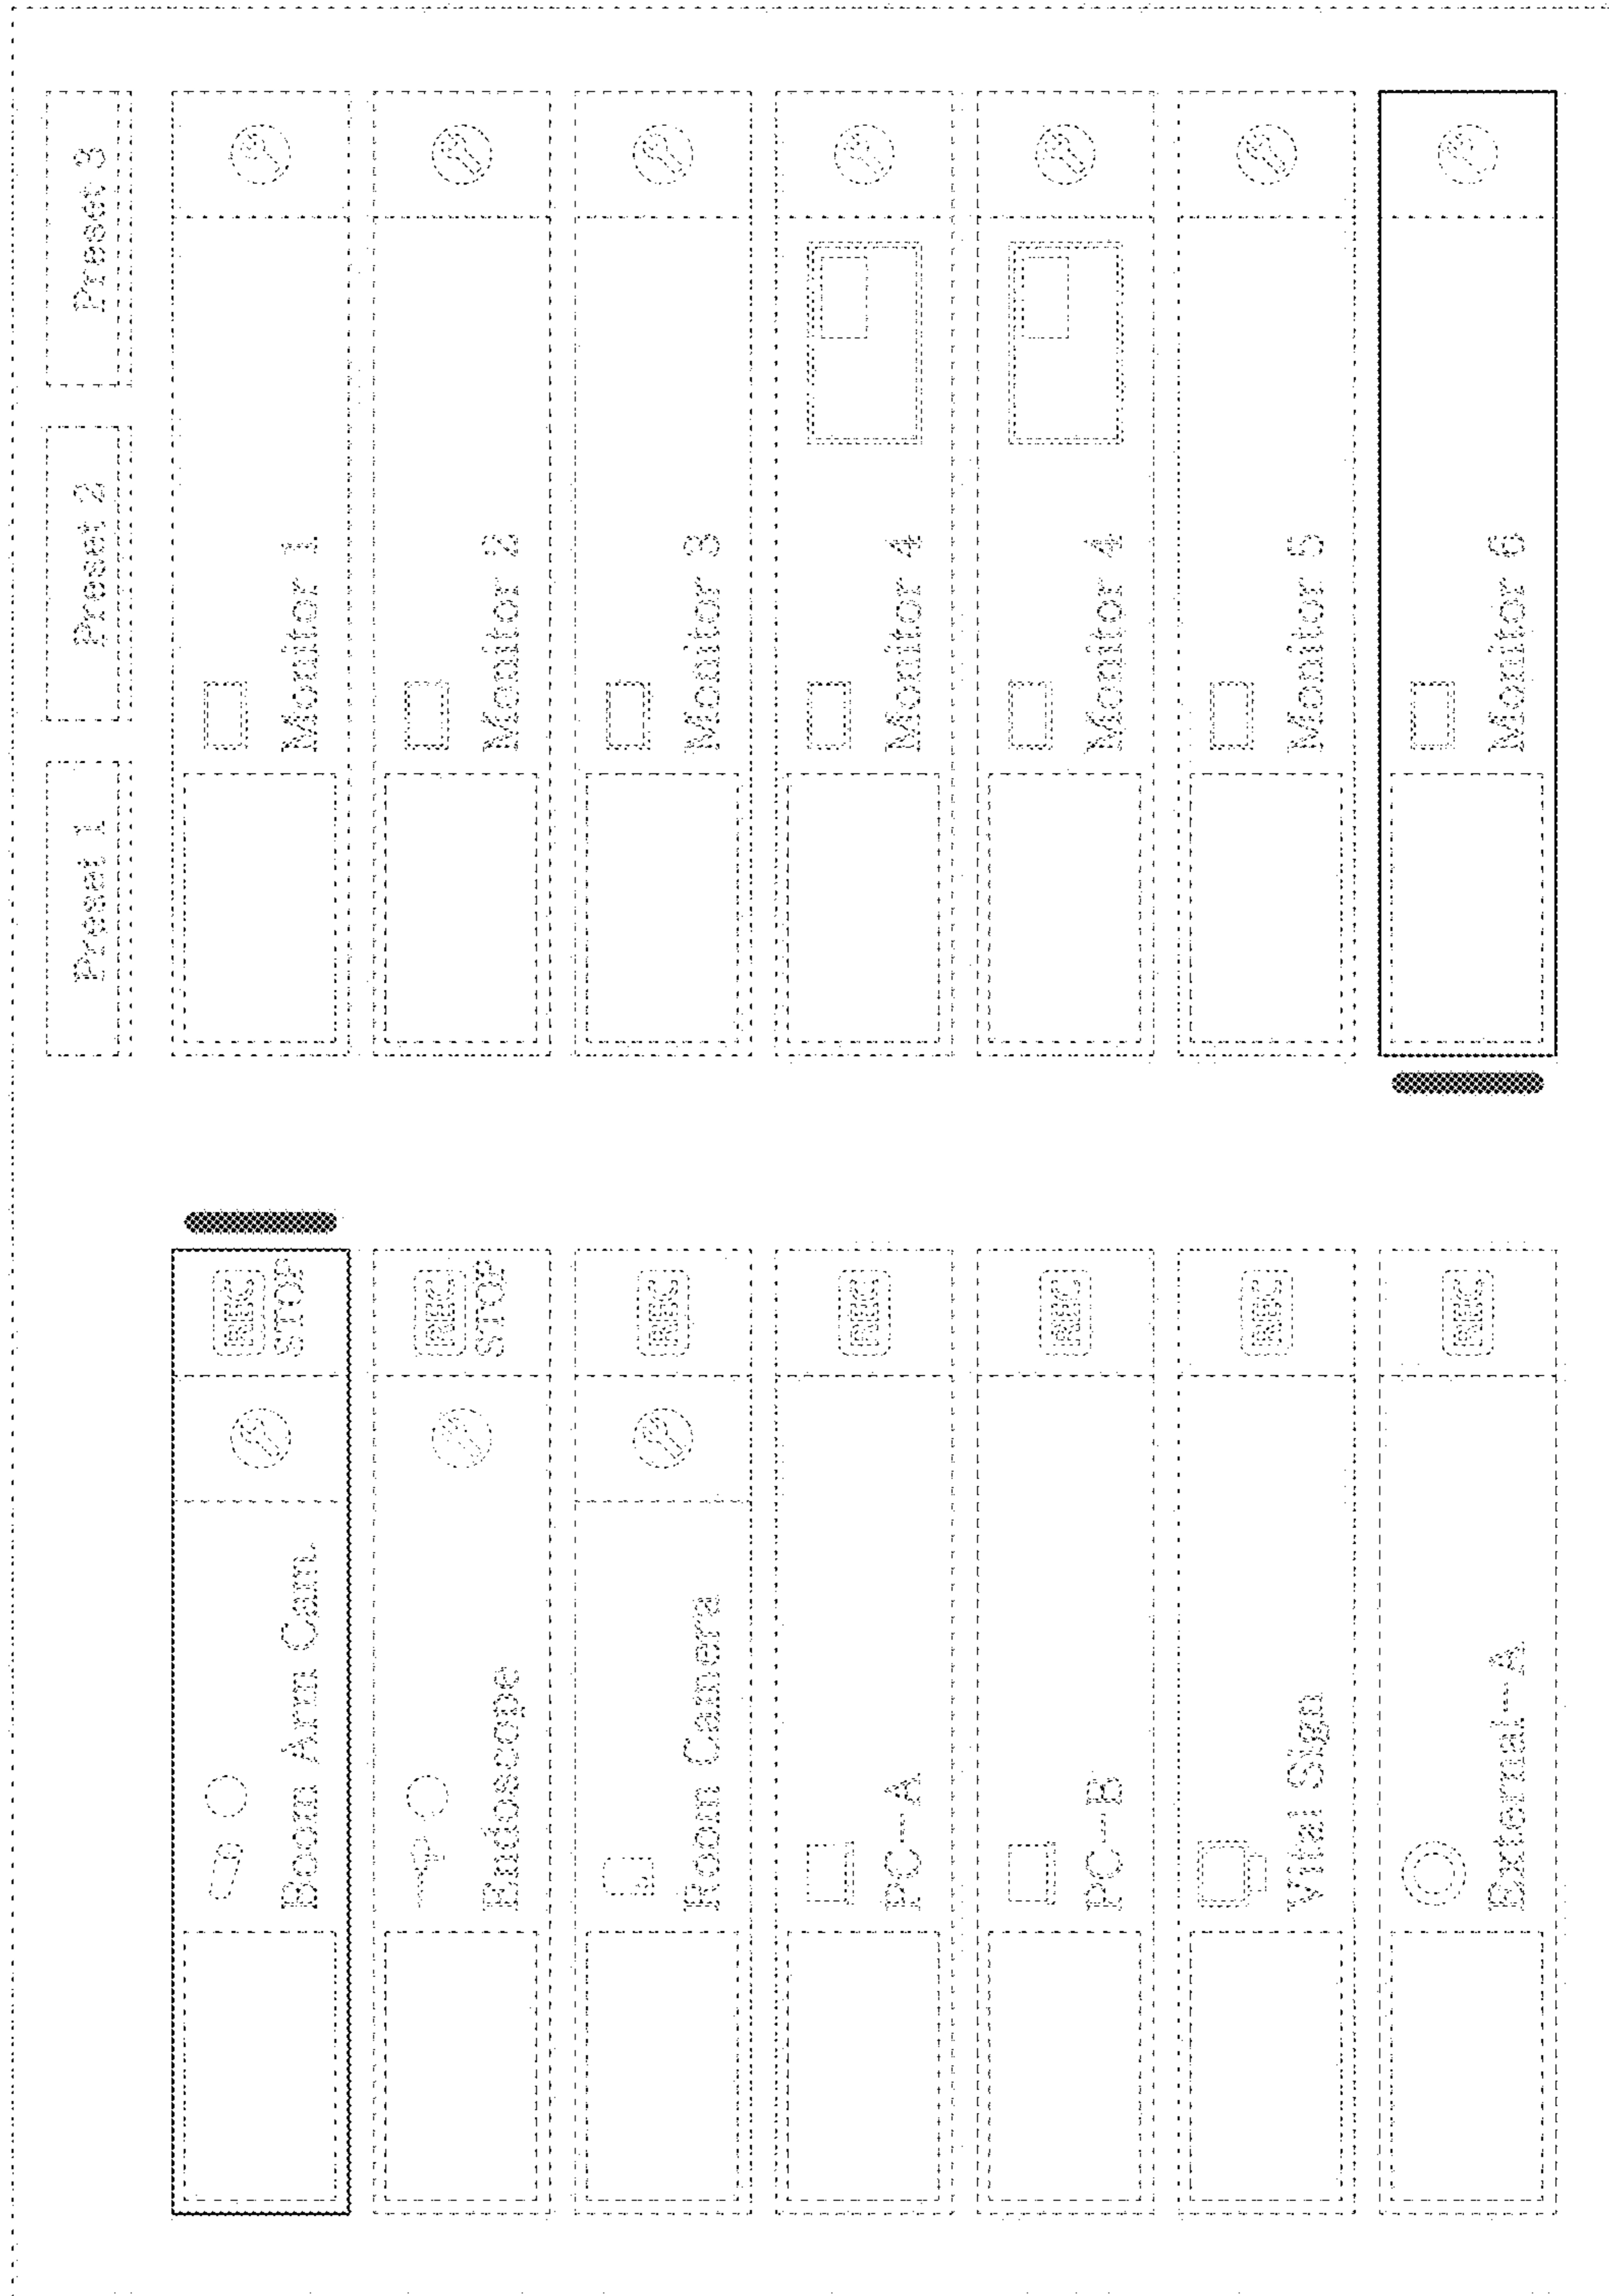 Preset 1
Preset 2
Preset 3
Boom Arm Cam.
REC
STOP
Endoscope
REC
STOP
Room Camera
REC
PC-A
REC
PC-B
REC
Vital Sign
REC
External-A
REC
Monitor 1
Monitor 2
Monitor 3
Monitor 4
Monitor 4
Monitor 5
Monitor 6